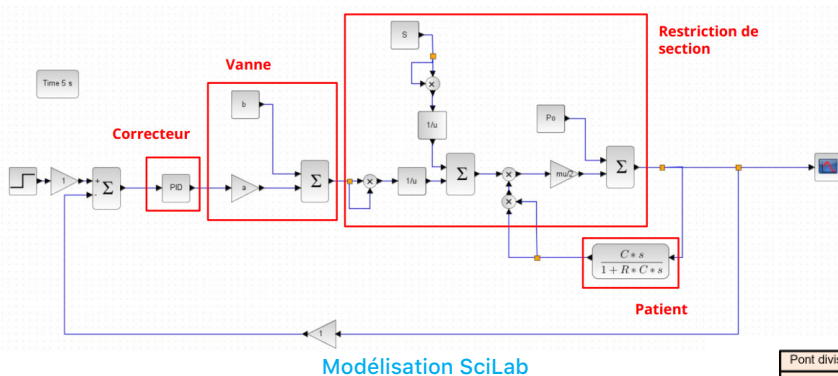 Restriction de
section
S
Vanne
Time 5 s
b
1/u
Po
Correcteur
1
+
-
Σ
PID
a
Σ
×
×
1/u
Σ
×
mu/2
Σ
×
C * s
1 + R * C * s
Patient
1
Modélisation SciLab
Pont divis